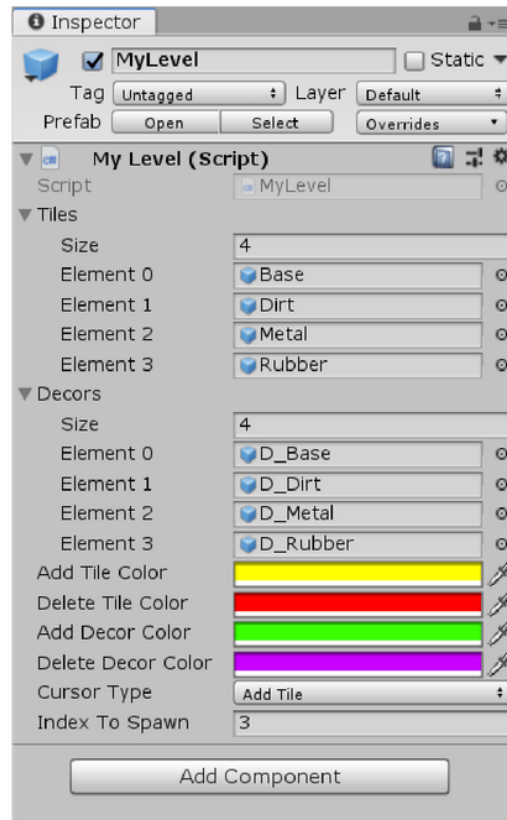 Inspector
MyLevel Static
Tag Untagged Layer Default
Prefab Open Select Overrides
My Level (Script)
Script MyLevel
Tiles
Size 4
Element 0 Base
Element 1 Dirt
Element 2 Metal
Element 3 Rubber
Decors
Size 4
Element 0 D_Base
Element 1 D_Dirt
Element 2 D_Metal
Element 3 D_Rubber
Add Tile Color
Delete Tile Color
Add Decor Color
Delete Decor Color
Cursor Type Add Tile
Index To Spawn 3
Add Component